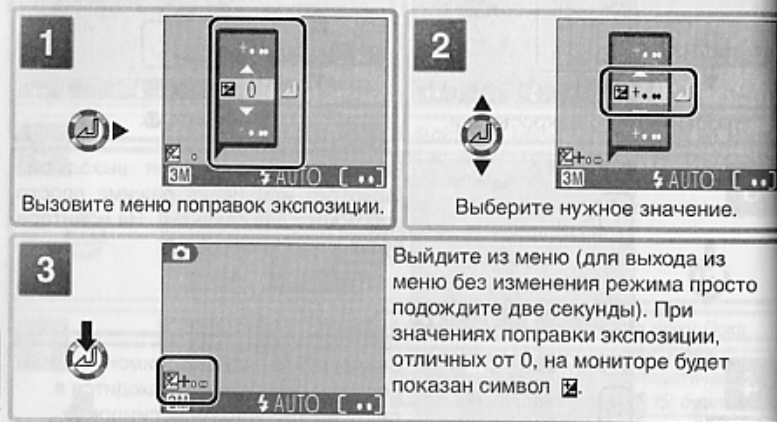 1
0
3M
AUTO
Вызовите меню поправок экспозиции.
2
3M
AUTO
Выберите нужное значение.
3
3M
AUTO
Выйдите из меню (для выхода из
меню без изменения режима просто
подождите две секунды). При
значениях поправки экспозиции,
отличных от 0, на мониторе будет
показан символ